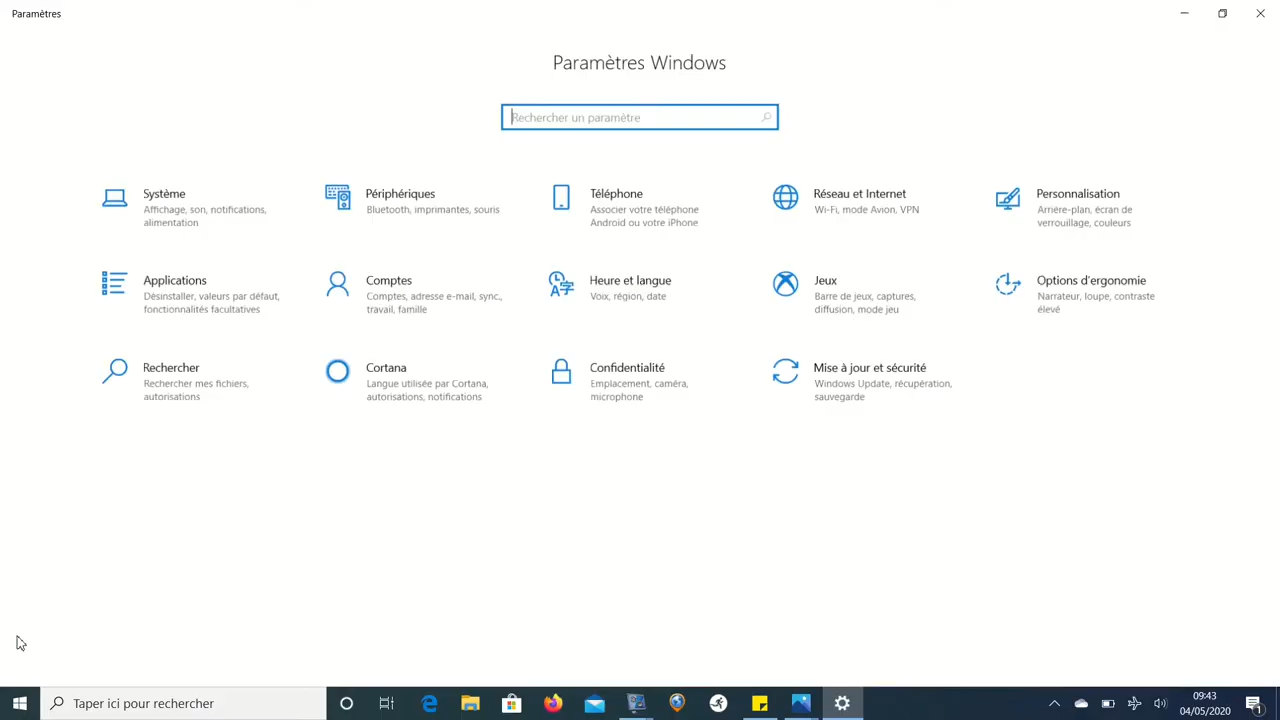 Paramètres
Paramètres Windows
Rechercher un paramètre
Système
Affichage, son, notifications,
alimentation
Périphériques
Bluetooth, imprimantes, souris
Téléphone
Associer votre téléphone
Android ou votre iPhone
Réseau et Internet
Wi-Fi, mode Avion, VPN
Personnalisation
Arrière-plan, écran de
verrouillage, couleurs
Applications
Désinstaller, valeurs par défaut,
fonctionnalités facultatives
Comptes
Comptes, adresse e-mail, sync.,
travail, famille
Heure et langue
Voix, région, date
Jeux
Barre de jeux, captures,
diffusion, mode jeu
Options d'ergonomie
Narrateur, loupe, contraste
élevé
Rechercher
Rechercher mes fichiers,
autorisations
Cortana
Langue utilisée par Cortana,
autorisations, notifications
Confidentialité
Emplacement, caméra,
microphone
Mise à jour et sécurité
Windows Update, récupération,
sauvegarde
Taper ici pour rechercher
09:43
04/05/2020
1